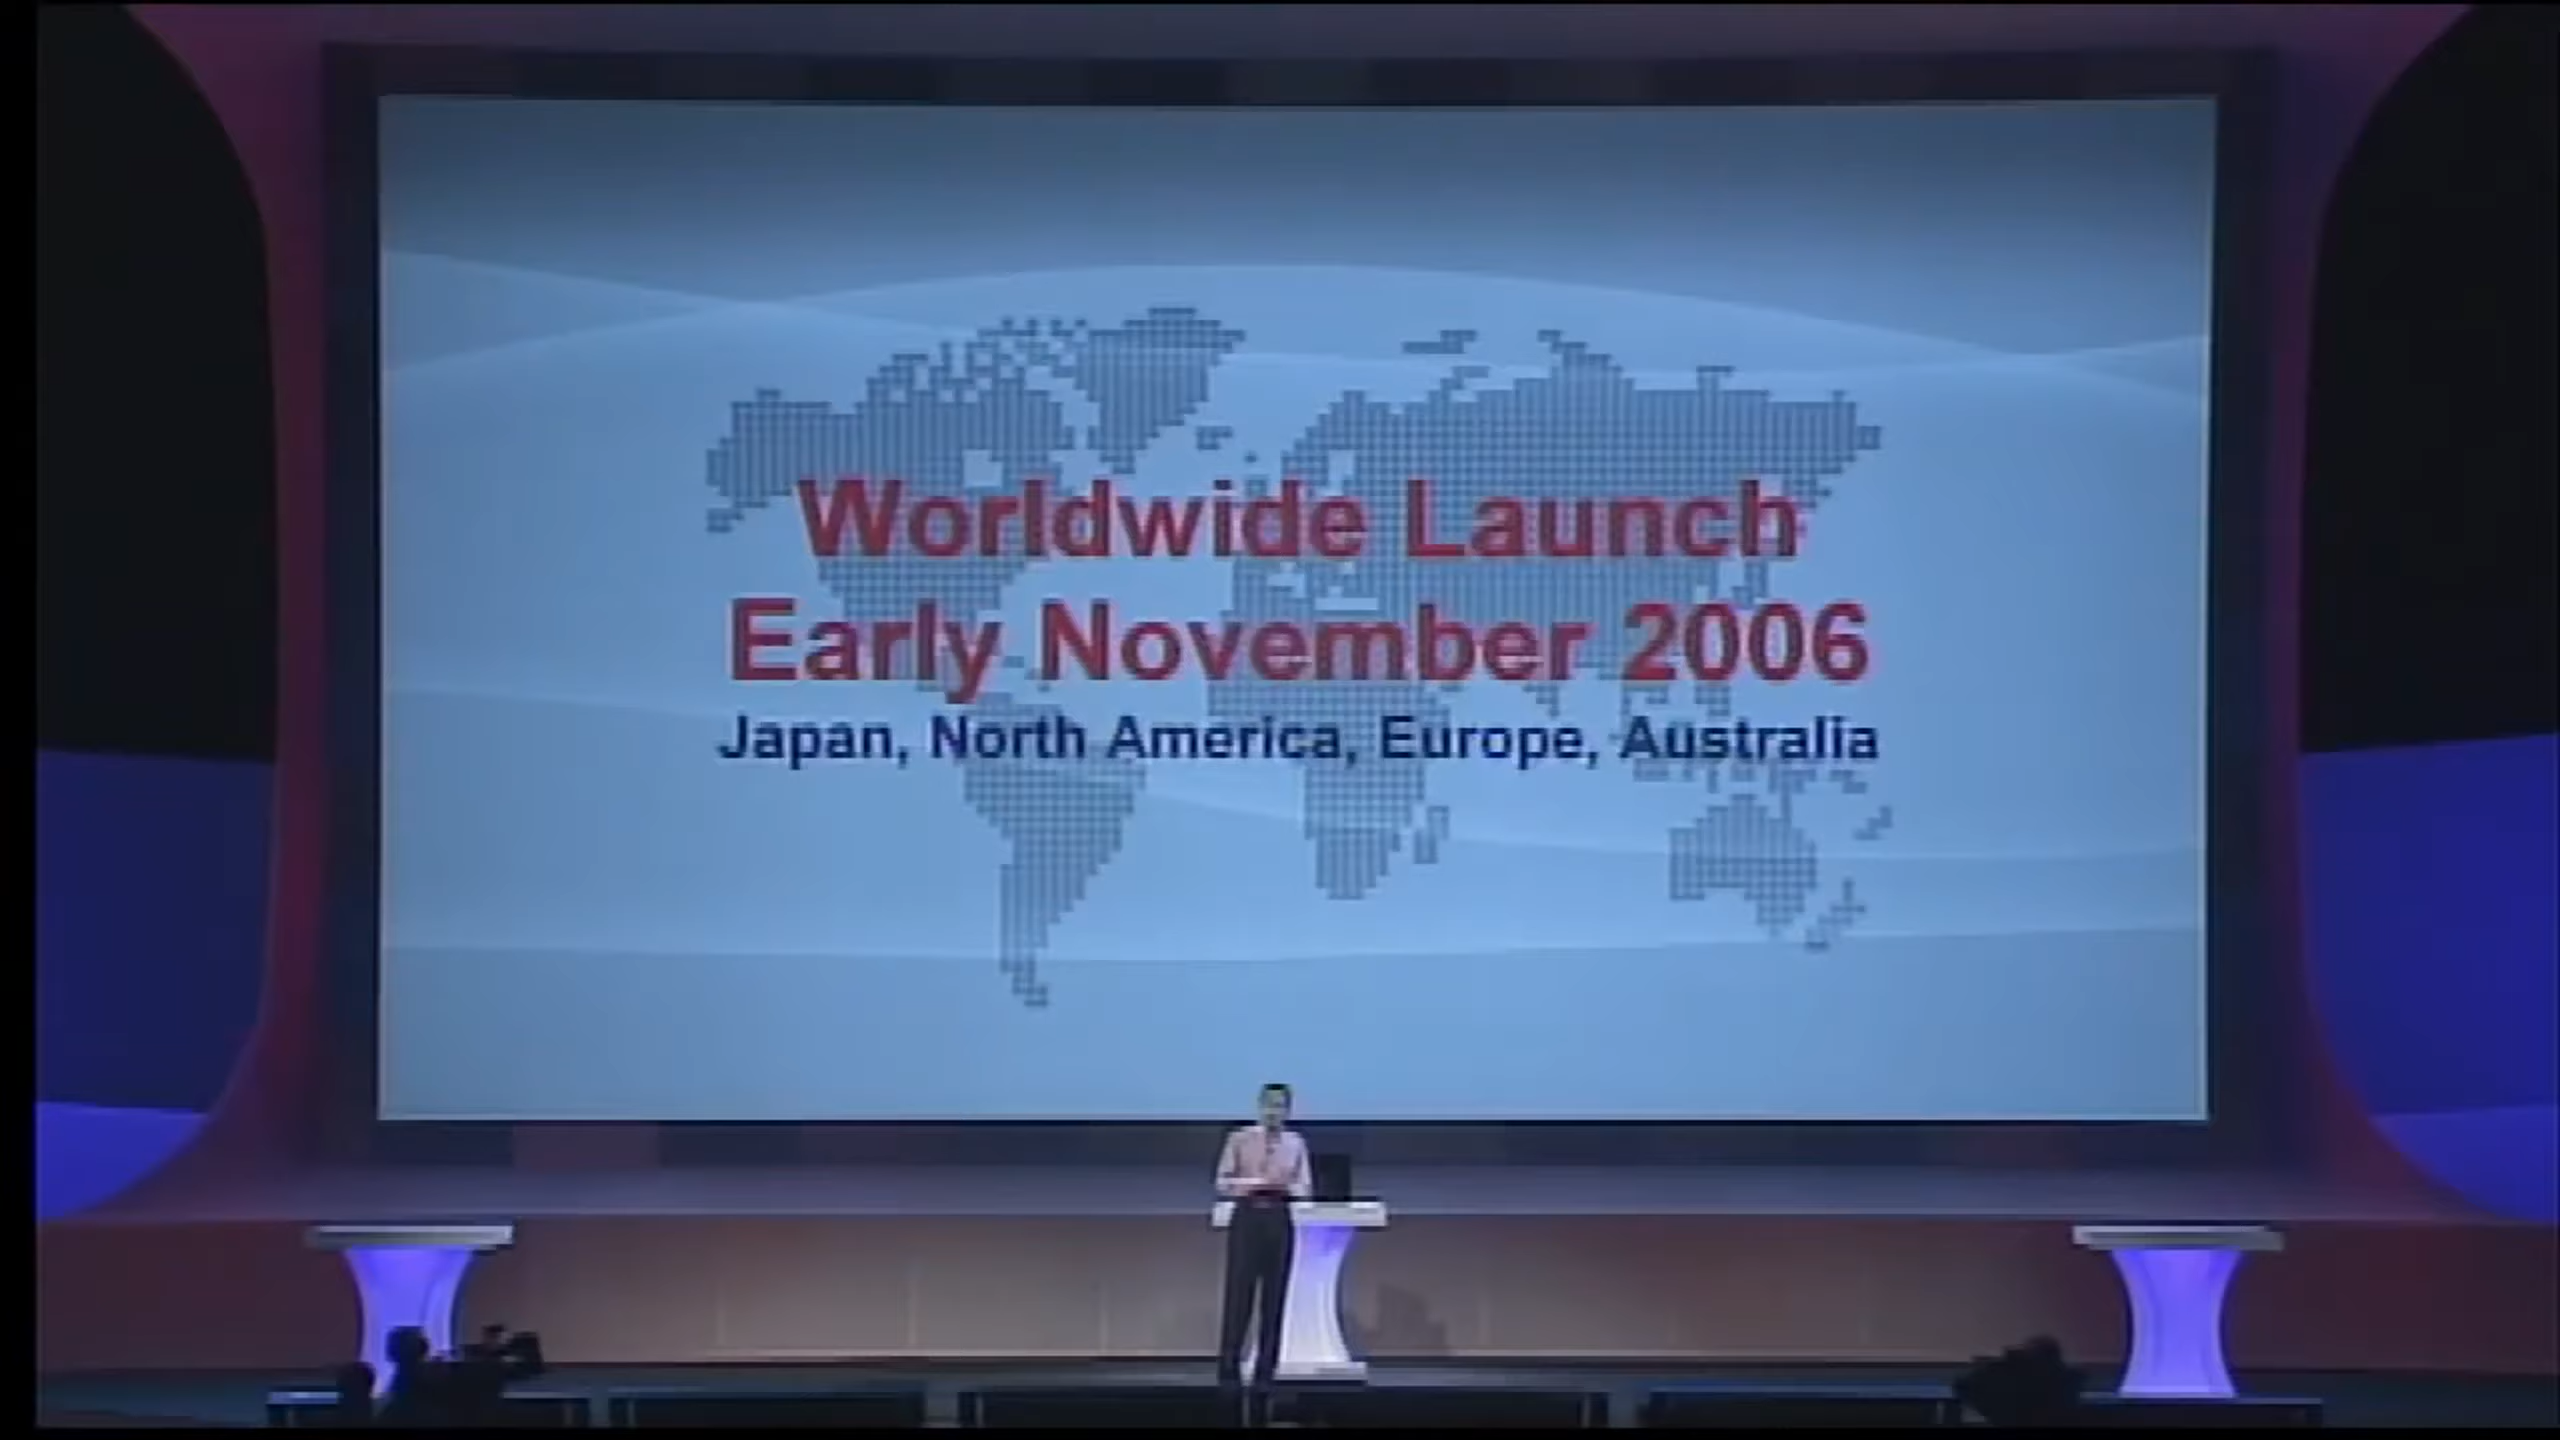 Worldwide Launch
Early November 2006
Japan, North America, Europe, Australia